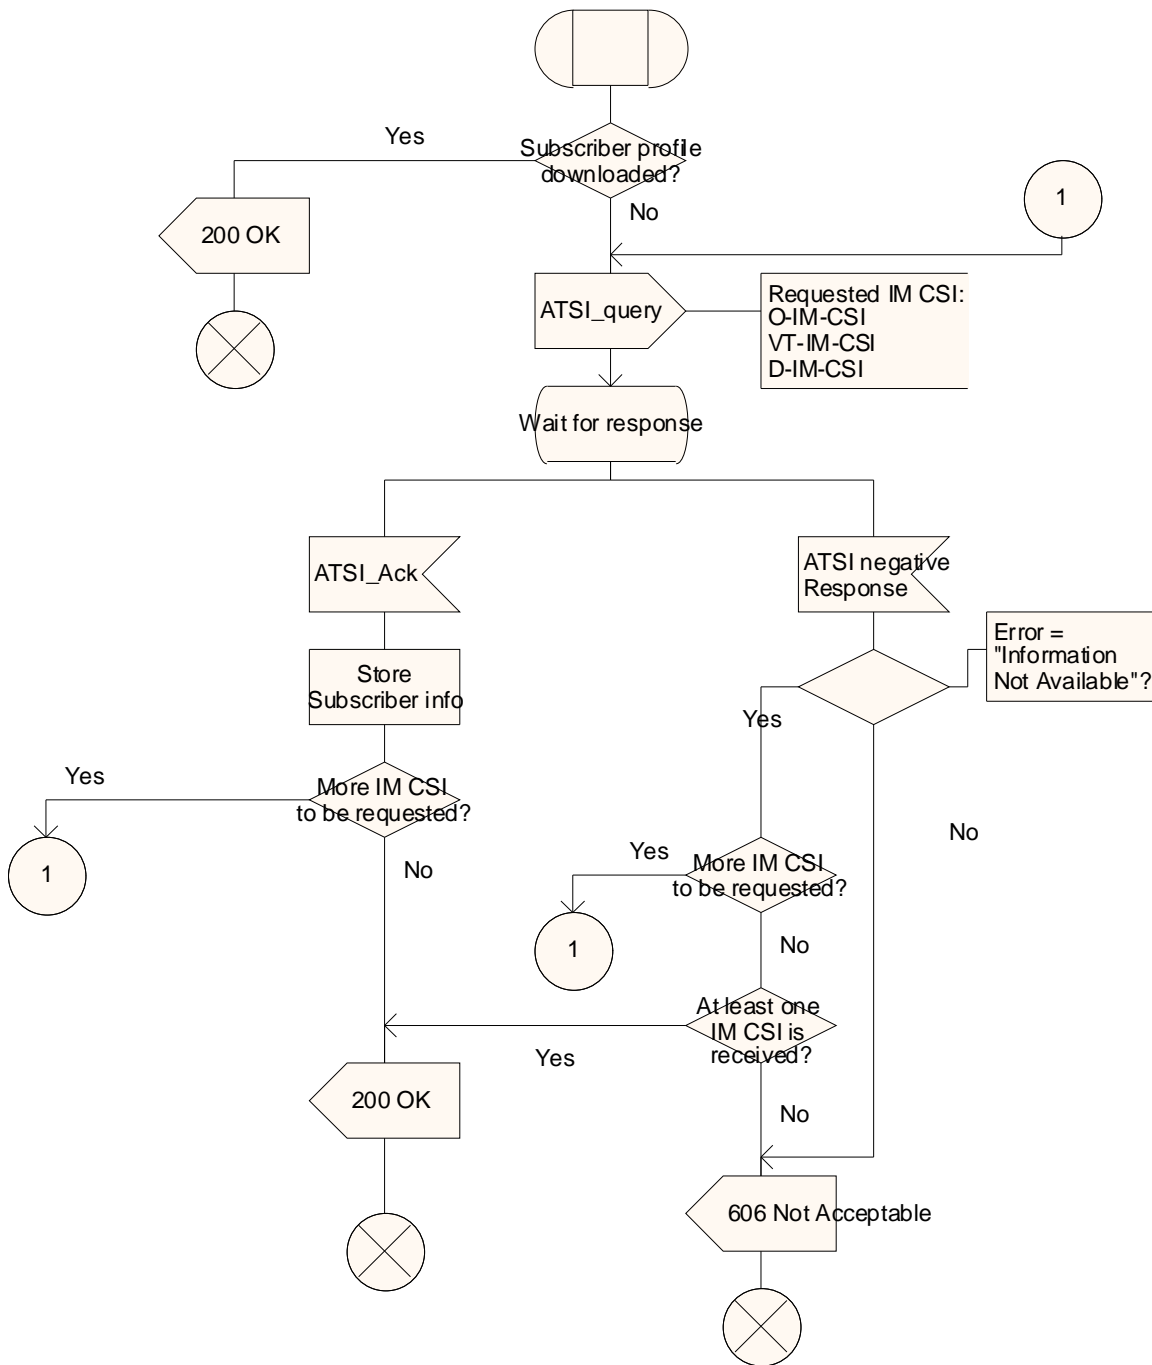 Yes
Subscriber profile
downloaded?
No
1
200 OK
ATSI_query
Requested IM CSI:
O-IM-CSI
VT-IM-CSI
D-IM-CSI
Wait for response
ATSI_Ack
ATSI negative
Response
Error =
"Information
Not Available"?
Store
Subscriber info
Yes
Yes
More IM CSI
to be requested?
No
1
No
Yes
More IM CSI
to be requested?
1
No
At least one
IM CSI is
received?
Yes
200 OK
No
606 Not Acceptable